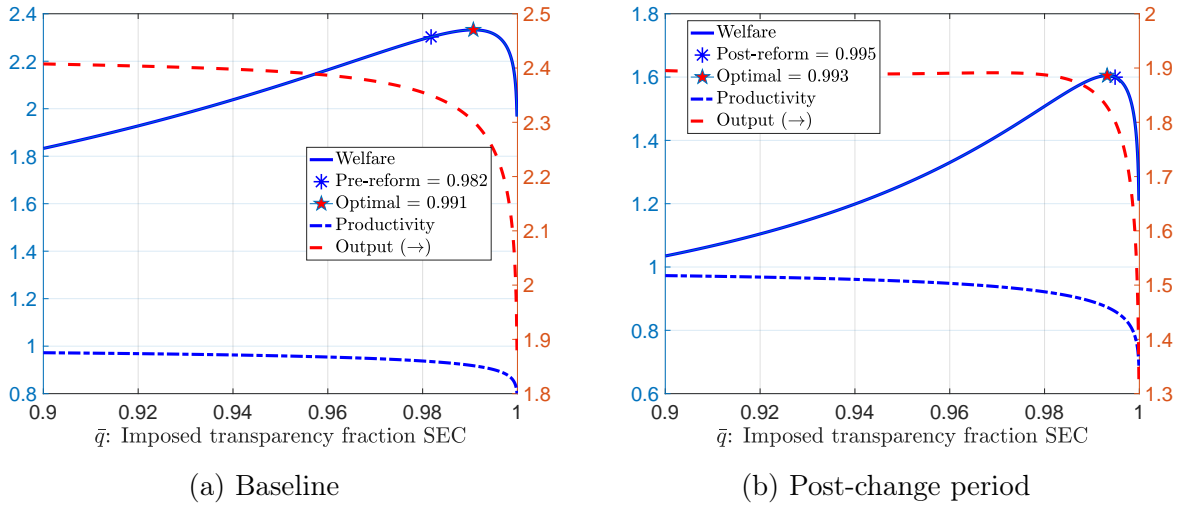 2.4
2.2
2
1.8
1.6
1.4
1.2
1
0.8
2.5
2.4
2.3
2.2
2.1
2
1.9
1.8
Welfare
Pre-reform = 0.982
Optimal = 0.991
Productivity
Output (→)
0.9 0.92 0.94 0.96 0.98 1
q̄: Imposed transparency fraction SEC
(a) Baseline
1.8
1.6
1.4
1.2
1
0.8
0.6
2
1.9
1.8
1.7
1.6
1.5
1.4
1.3
Welfare
Post-reform = 0.995
Optimal = 0.993
Productivity
Output (→)
0.9 0.92 0.94 0.96 0.98 1
q̄: Imposed transparency fraction SEC
(b) Post-change period